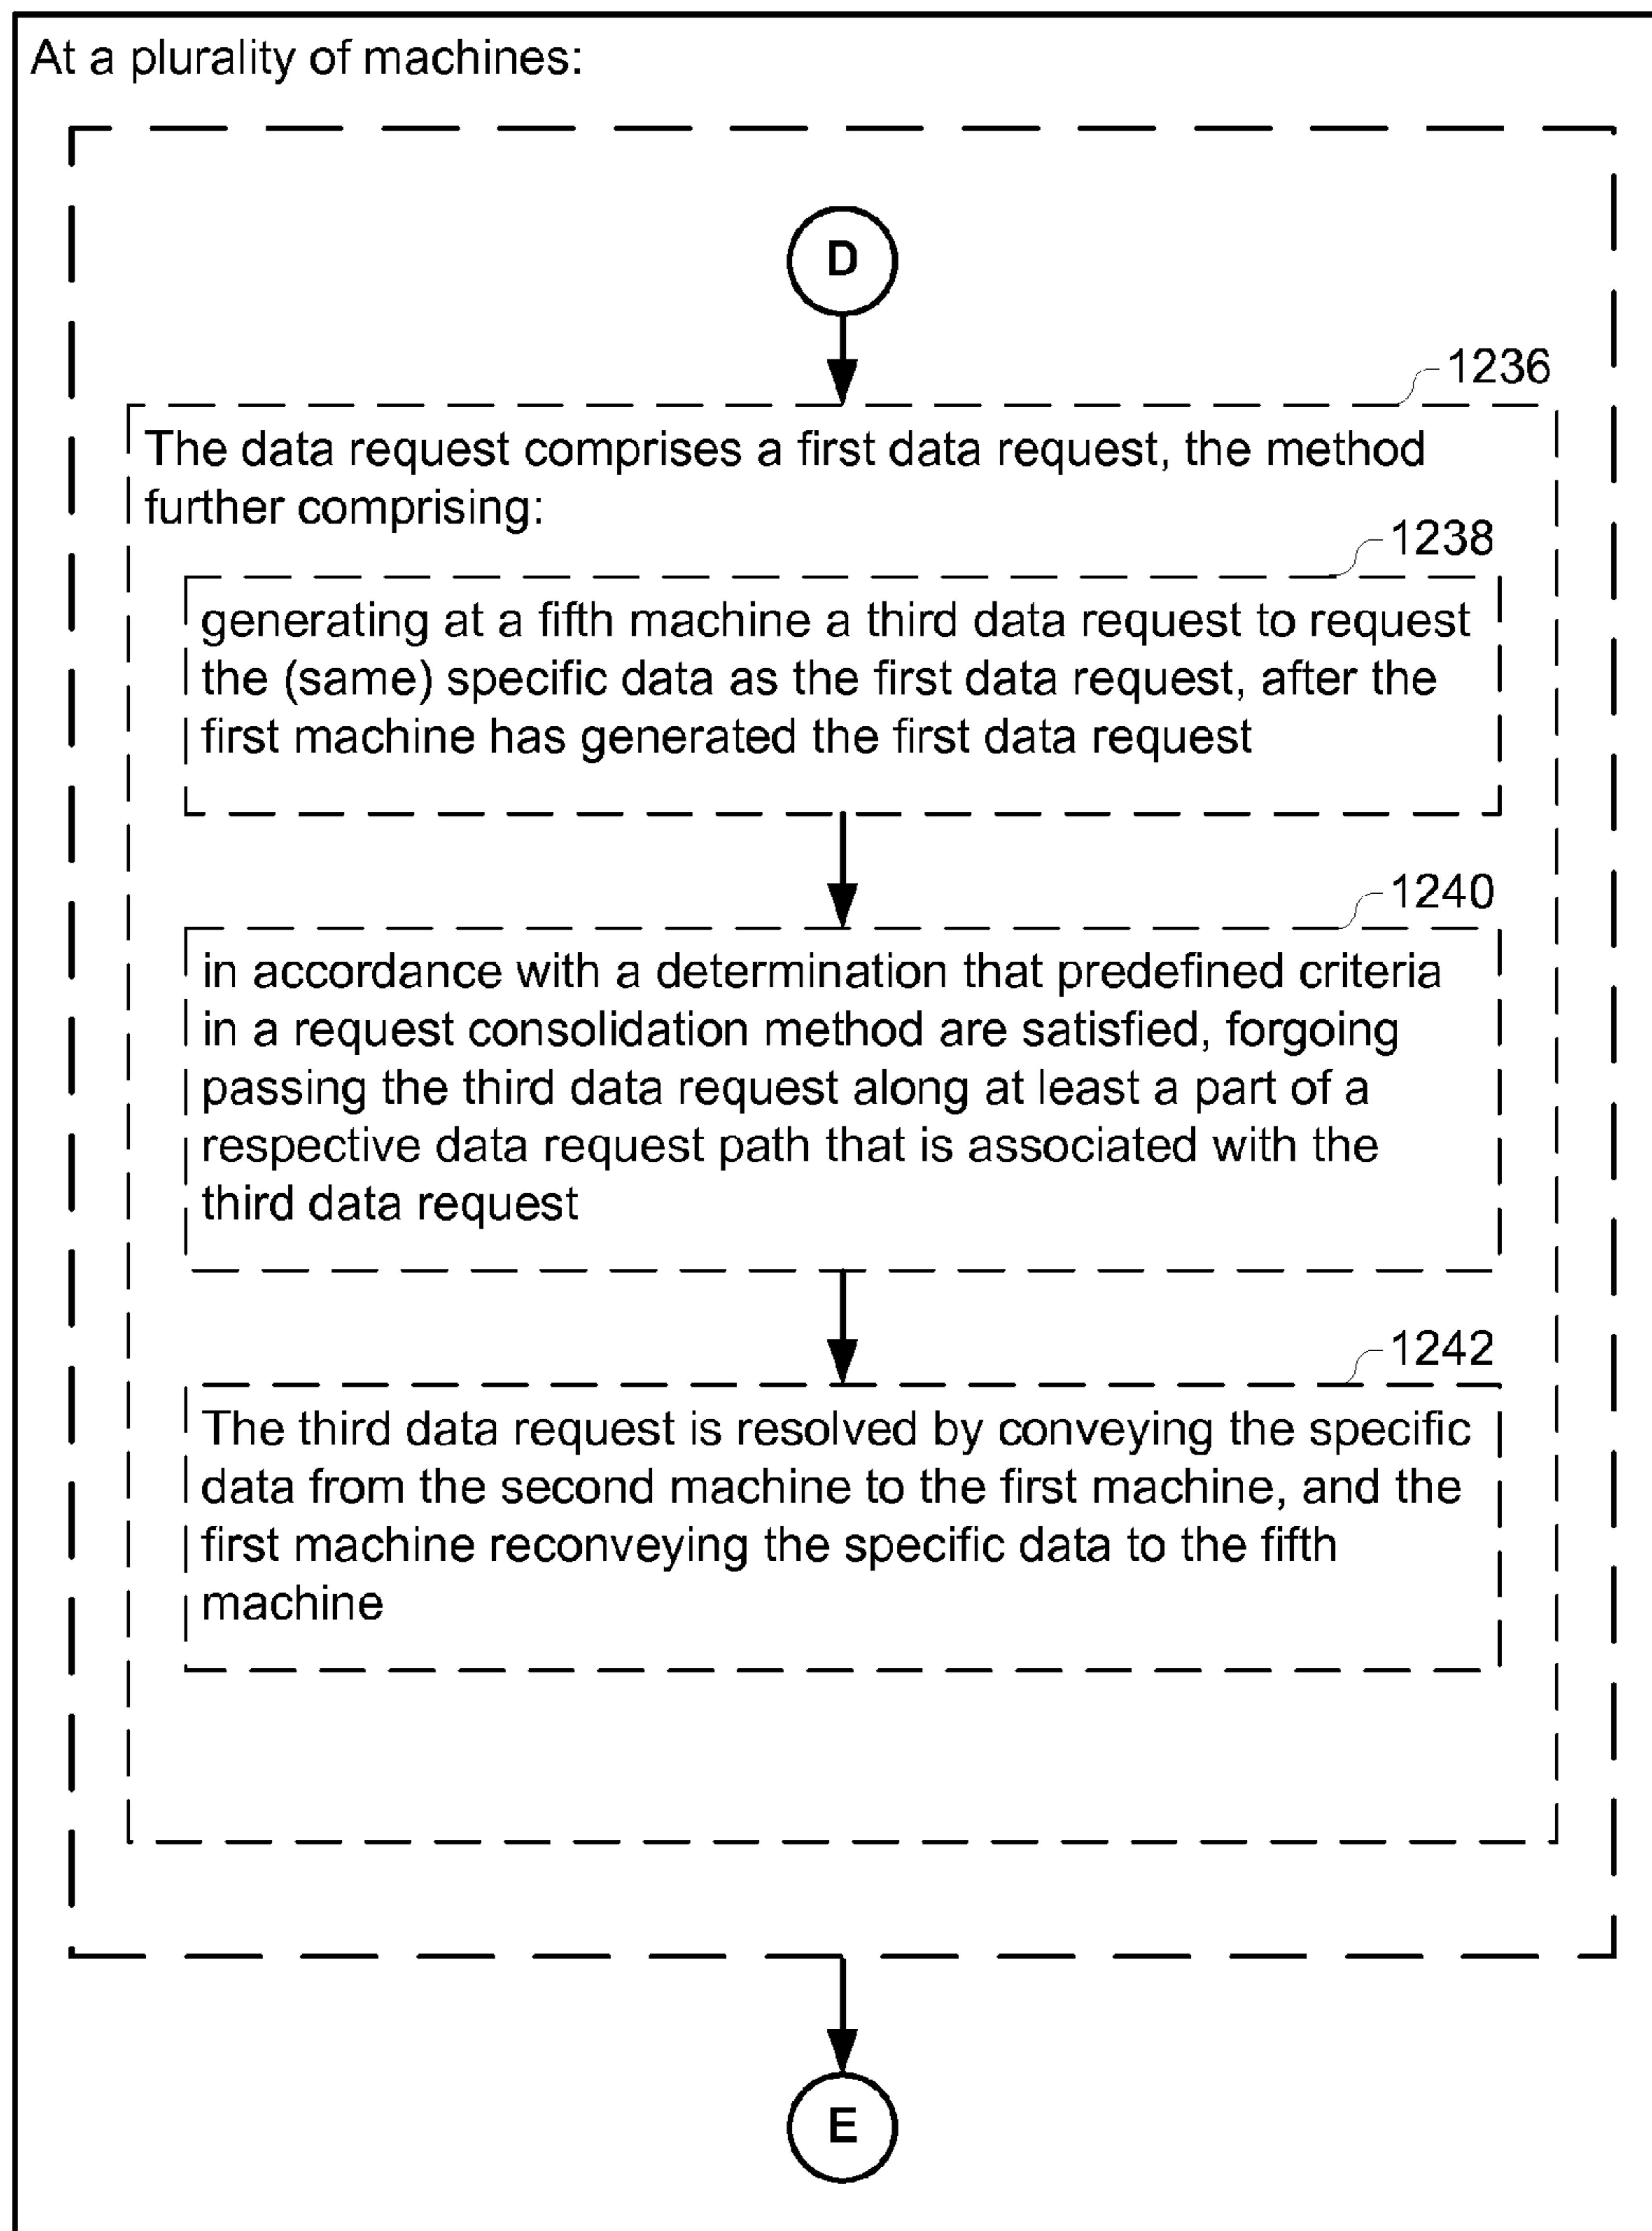 At a plurality of machines:
D
1236
The data request comprises a first data request, the method
further comprising:
1238
generating at a fifth machine a third data request to request
the (same) specific data as the first data request, after the
first machine has generated the first data request
1240
in accordance with a determination that predefined criteria
in a request consolidation method are satisfied, forgoing
passing the third data request along at least a part of a
respective data request path that is associated with the
third data request
1242
The third data request is resolved by conveying the specific
data from the second machine to the first machine, and the
first machine reconveying the specific data to the fifth
machine
E